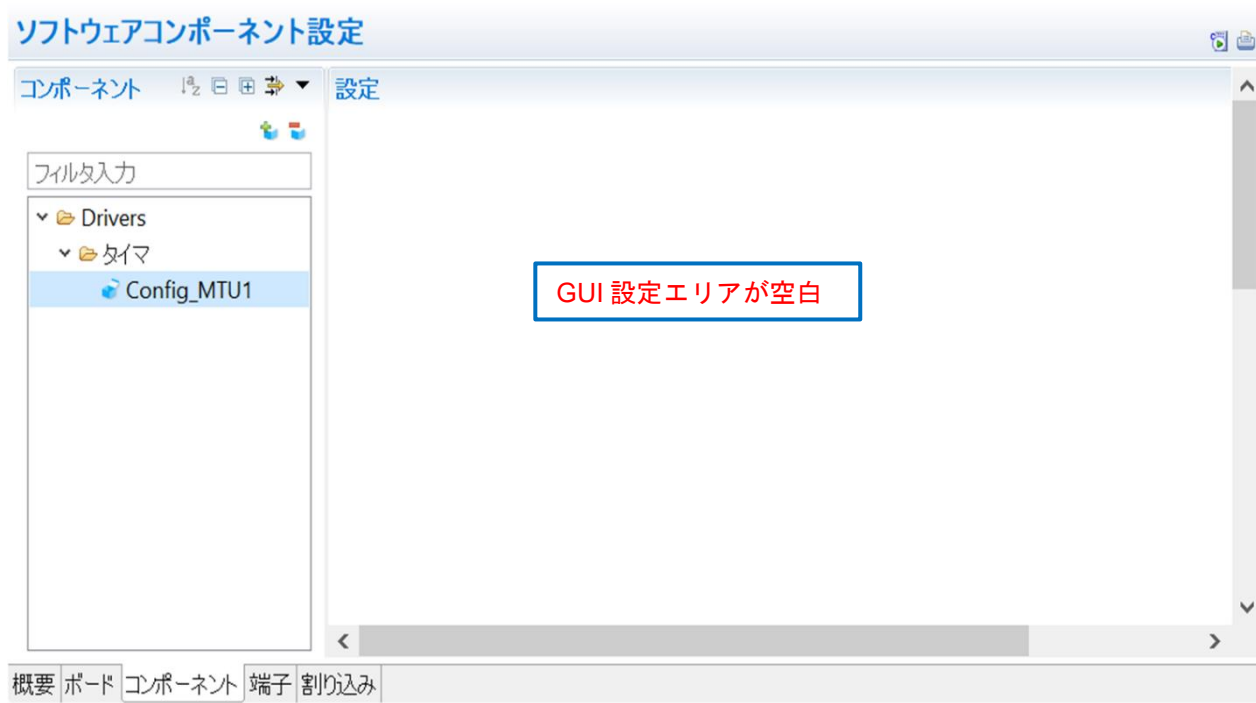 ソフトウェアコンポーネント設定
コンポーネント
設定
フィルタ入力
Drivers
タイマ
Config_MTU1
GUI 設定エリアが空白
概要 ボード コンポーネント 端子 割り込み